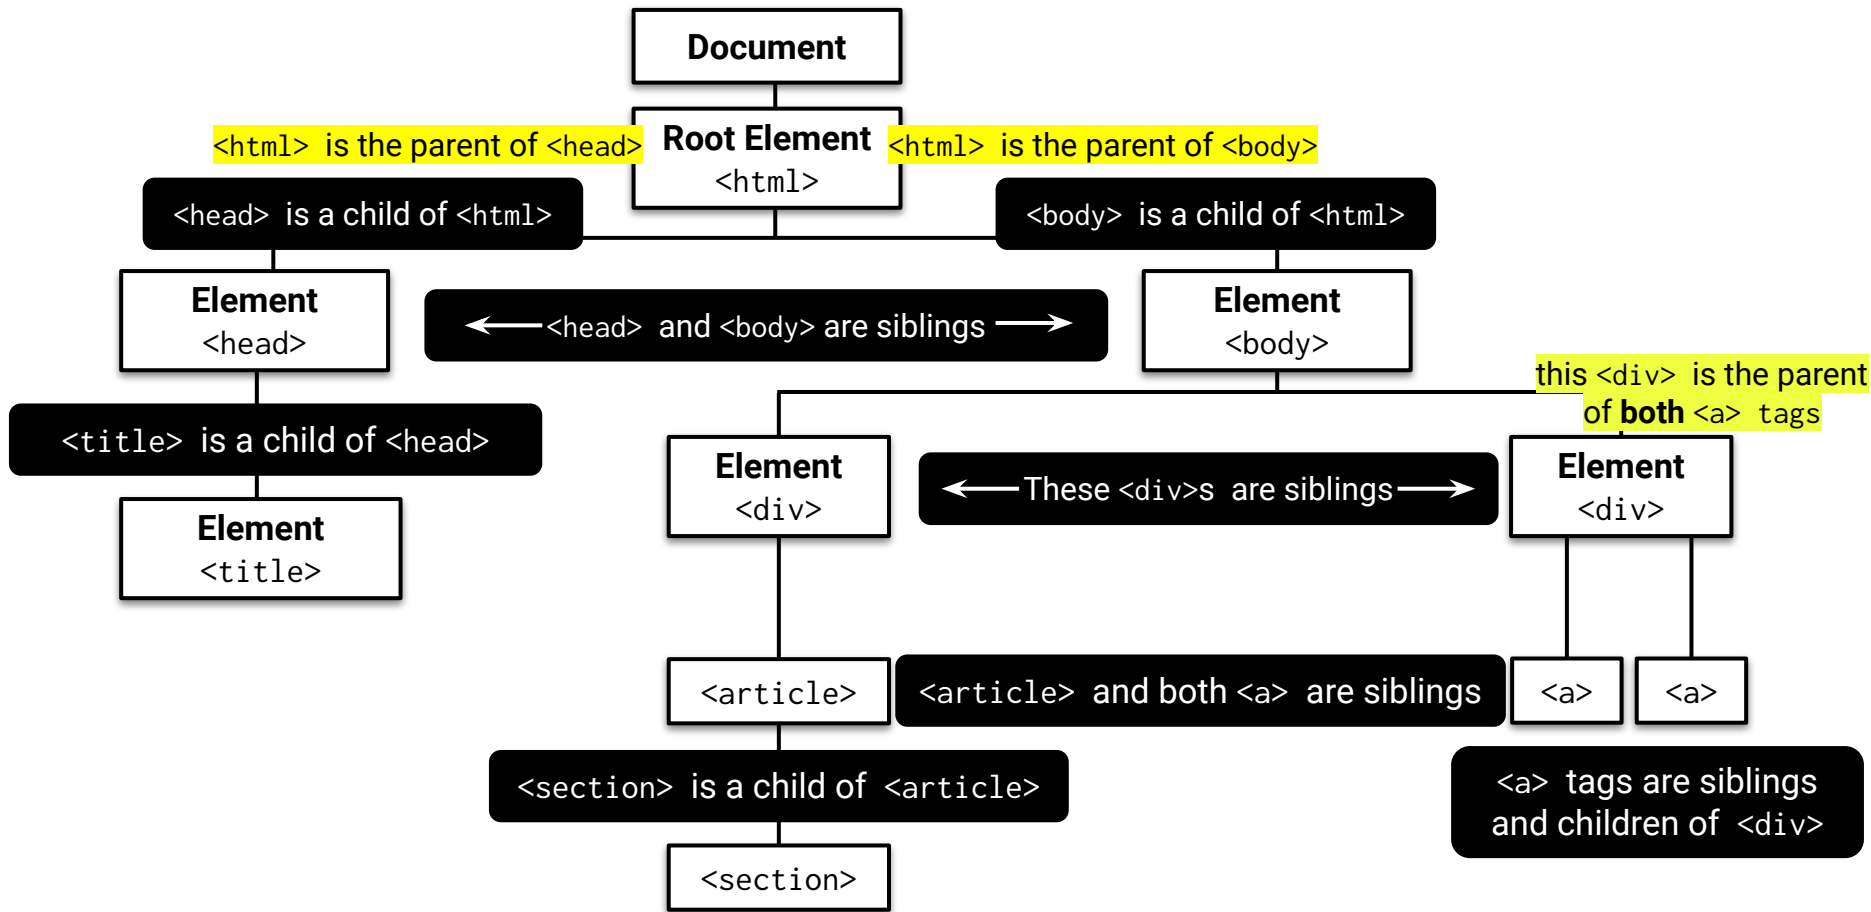 Document
<html> is the parent of <head>
Root Element
<html>
<html> is the parent of <body>
<head> is a child of <html>
<body> is a child of <html>
Element
<head>
<head> and <body> are siblings
Element
<body>
this <div> is the parent
of both <a> tags
<title> is a child of <head>
Element
<div>
These <div>s are siblings
Element
<div>
Element
<title>
<article>
<article> and both <a> are siblings
<a>
<a>
<section> is a child of <article>
<a> tags are siblings
and children of <div>
<section>